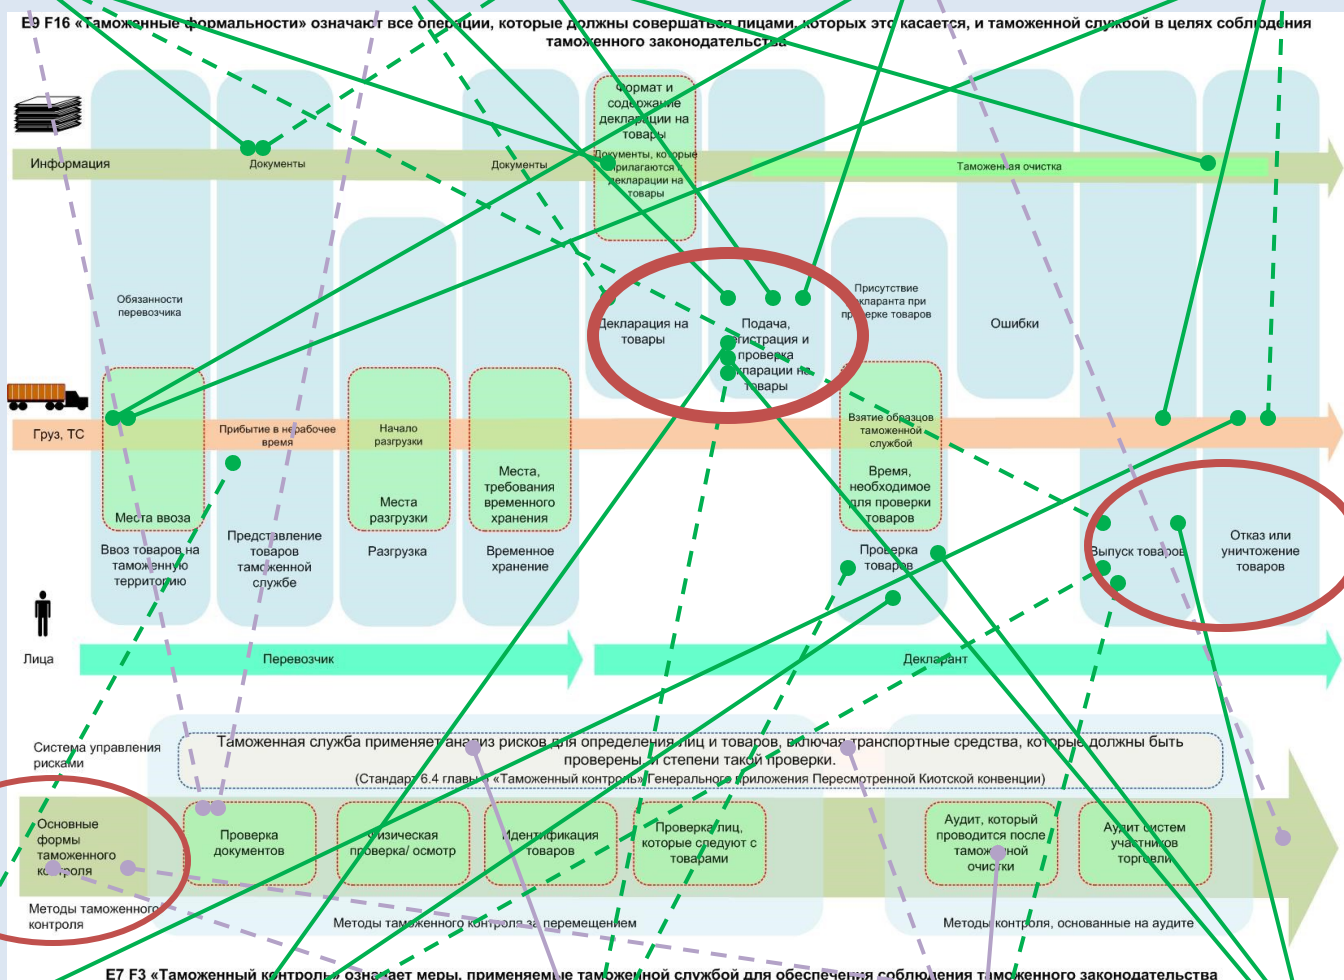 E9 F16 «Таможенные формальности» означают все операции, которые должны совершаться лицами, которых это касается, и таможенной службой в целях соблюдения
таможенного законодательства
Формат и
содержание
декларации на
товары
Информация
Документы
Документы
Документы, которые
прилагаются к
декларации на
товары
Таможенная очистка
Обязанности
перевозчика
Декларация на
товары
Подача,
регистрация и
проверка
декларации на
товары
Присутствие
декларанта при
проверке товаров
Ошибки
Груз, ТС
Места ввоза
Прибытие в нерабочее
время
Начало
разгрузки
Места
разгрузки
Места,
требования
временного
хранения
Взятие образцов
таможенной
службой
Время,
необходимое
для проверки
товаров
Ввоз товаров на
таможенную
территорию
Представление
товаров
таможенной
службе
Разгрузка
Временное
хранение
Проверка
товаров
Выпуск товаров
Отказ или
уничтожение
товаров
Лица
Перевозчик
Декларант
Система управления
рисками
Таможенная служба применяет анализ рисков для определения лиц и товаров, включая транспортные средства, которые должны быть
проверены, и степени такой проверки.
(Стандарт 6.4 главы 6 «Таможенный контроль» Генерального приложения Пересмотренной Киотской конвенции)
Основные
формы
таможенного
контроля
Проверка
документов
Физическая
проверка/ осмотр
Идентификация
товаров
Проверка лиц,
которые следуют с
товарами
Аудит, который
проводится после
таможенной
очистки
Аудит систем
участников
торговли
Методы таможенного
контроля
Методы таможенного контроля за перемещением
Методы контроля, основанные на аудите
E7 F3 «Таможенный контроль» означает меры, применяемые таможенной службой для обеспечения соблюдения таможенного законодательства